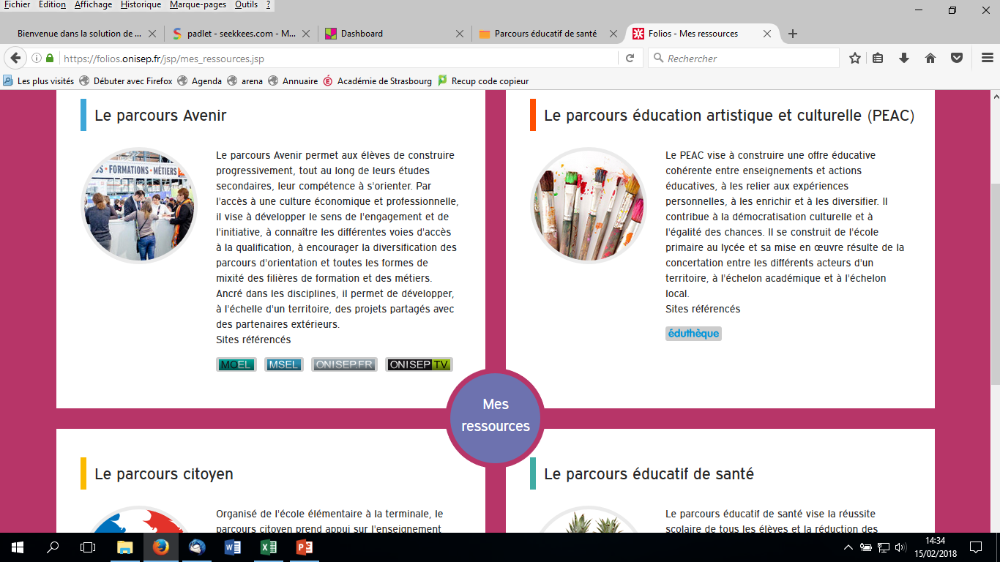 Fichier Edition Affichage Historique Marque-pages Outils ?
Bienvenue dans la solution de ...
padlet - seekkees.com - M...
Dashboard
Parcours éducatif de santé
Folios - Mes ressources
https://folios.onisep.fr/jsp/mes_ressources.jsp
Rechercher
Les plus visités
Débuter avec Firefox
Agenda
arena
Annuaire
Académie de Strasbourg
Recup code copieur
Le parcours Avenir
S • FORMATIONS • MÉTIERS
Le parcours Avenir permet aux élèves de construire
progressivement, tout au long de leurs études
secondaires, leur compétence à s'orienter. Par
l'accès à une culture économique et professionnelle,
il vise à développer le sens de l'engagement et de
l'initiative, à connaître les différentes voies d'accès
à la qualification, à encourager la diversification des
parcours d'orientation et toutes les formes de
mixité des filières de formation et des métiers.
Ancré dans les disciplines, il permet de développer,
à l'échelle d'un territoire, des projets partagés avec
des partenaires extérieurs.
Sites référencés
MOEL
MSEL
ONISEP.FR
ONISEP TV
Le parcours éducation artistique et culturelle (PEAC)
Le PEAC vise à construire une offre éducative
cohérente entre enseignements et actions
éducatives, à les relier aux expériences
personnelles, à les enrichir et à les diversifier. Il
contribue à la démocratisation culturelle et à
l'égalité des chances. Il se construit de l'école
primaire au lycée et sa mise en œuvre résulte de la
concertation entre les différents acteurs d'un
territoire, à l'échelon académique et à l'échelon
local.
Sites référencés
éduthèque
Mes
ressources
Le parcours citoyen
Organisé de l'école élémentaire à la terminale, le
parcours citoyen prend appui sur l'enseignement
Le parcours éducatif de santé
Le parcours éducatif de santé vise la réussite
scolaire de tous les élèves et la réduction des
14:34
15/02/2018